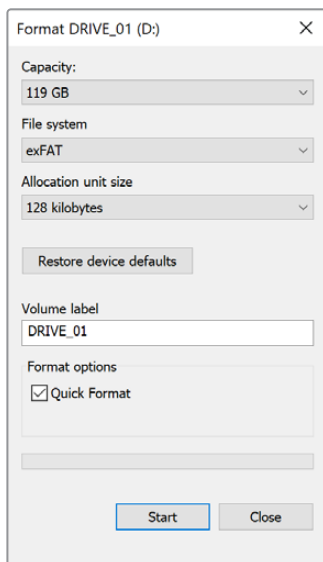 Format DRIVE_01 (D:)
Capacity:
119 GB
File system
exFAT
Allocation unit size
128 kilobytes
Restore device defaults
Volume label
DRIVE_01
Format options
Quick Format
Start Close